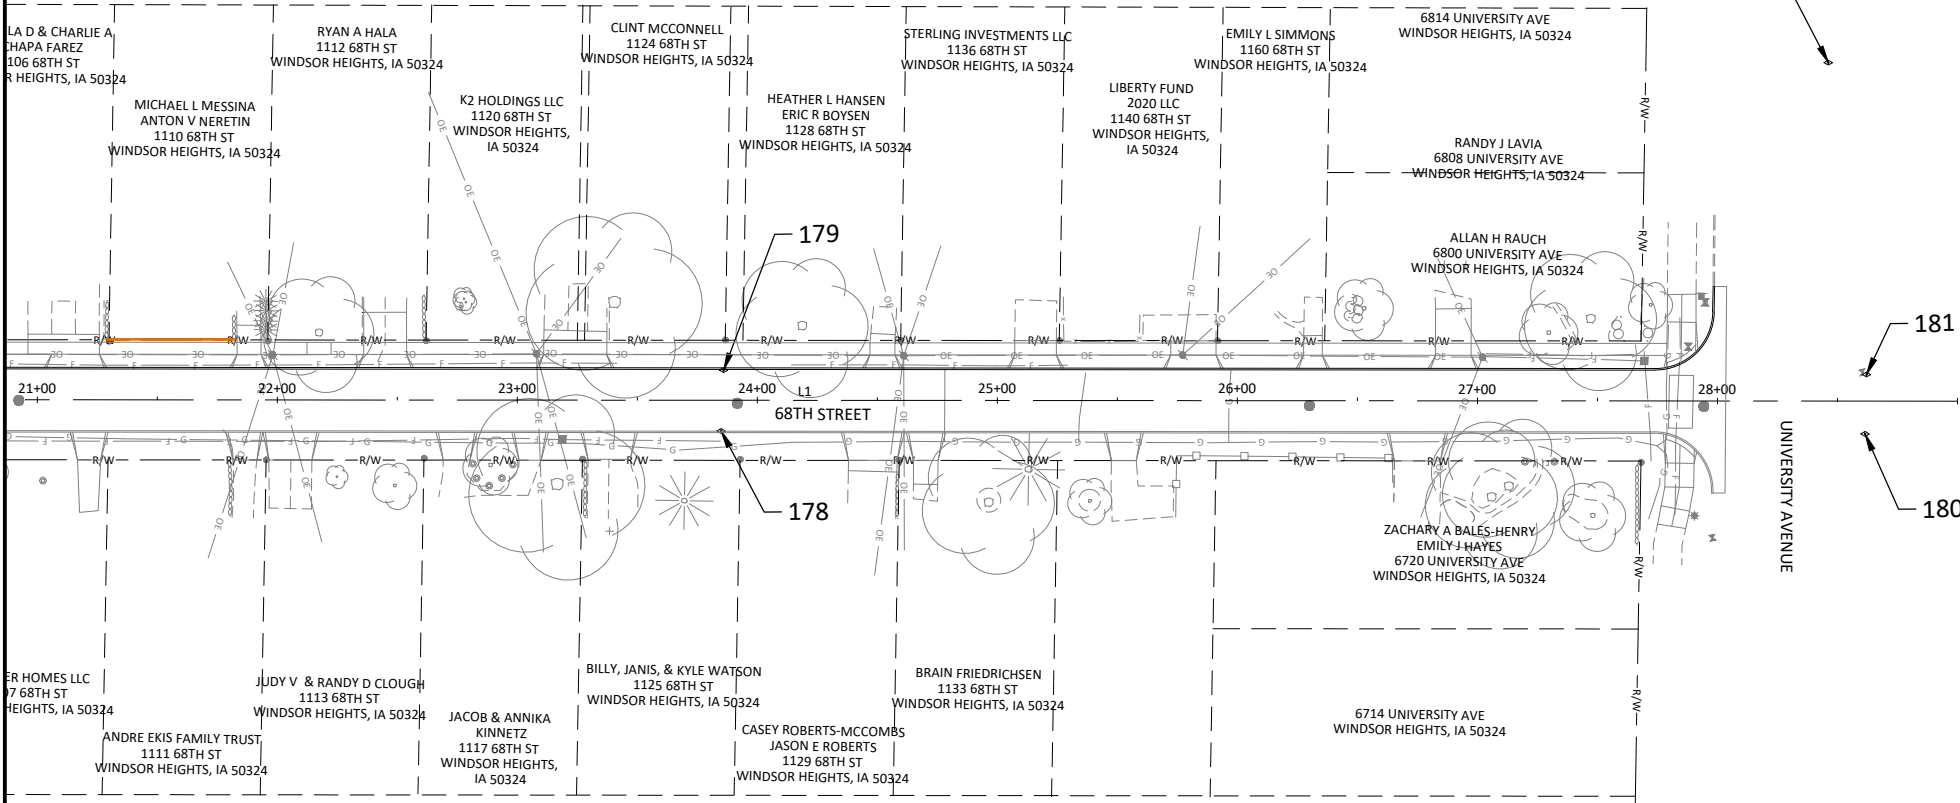 LA D & CHARLIE A
CHAPA FAREZ
106 68TH ST
R HEIGHTS, IA 50324
MICHAEL L MESSINA
ANTON V NERETIN
1110 68TH ST
WINDSOR HEIGHTS, IA 50324
RYAN A HALA
1112 68TH ST
WINDSOR HEIGHTS, IA 50324
K2 HOLDINGS LLC
1120 68TH ST
WINDSOR HEIGHTS,
IA 50324
CLINT MCCONNELL
1124 68TH ST
WINDSOR HEIGHTS, IA 50324
HEATHER L HANSEN
ERIC R BOYSEN
1128 68TH ST
WINDSOR HEIGHTS, IA 50324
STERLING INVESTMENTS LLC
1136 68TH ST
WINDSOR HEIGHTS, IA 50324
LIBERTY FUND
2020 LLC
1140 68TH ST
WINDSOR HEIGHTS,
IA 50324
EMILY L SIMMONS
1160 68TH ST
WINDSOR HEIGHTS, IA 50324
6814 UNIVERSITY AVE
WINDSOR HEIGHTS, IA 50324
RANDY J LAVIA
6808 UNIVERSITY AVE
WINDSOR HEIGHTS, IA 50324
ALLAN H RAUCH
6800 UNIVERSITY AVE
WINDSOR HEIGHTS, IA 50324
179
181
R/W R/W R/W R/W R/W R/W R/W R/W R/W R/W R/W R/W
21+00 22+00 23+00 24+00 25+00 26+00 27+00 28+00
L1
68TH STREET
R/W R/W R/W R/W R/W R/W R/W R/W R/W R/W R/W R/W
178
180
UNIVERSITY AVENUE
ZACHARY A BALES-HENRY
EMILY J HAYES
6720 UNIVERSITY AVE
WINDSOR HEIGHTS, IA 50324
ER HOMES LLC
07 68TH ST
HEIGHTS, IA 50324
ANDRE EKIS FAMILY TRUST
1111 68TH ST
WINDSOR HEIGHTS, IA 50324
JUDY V & RANDY D CLOUGH
1113 68TH ST
WINDSOR HEIGHTS, IA 50324
JACOB & ANNIKA
KINNETZ
1117 68TH ST
WINDSOR HEIGHTS,
IA 50324
BILLY, JANIS, & KYLE WATSON
1125 68TH ST
WINDSOR HEIGHTS, IA 50324
CASEY ROBERTS-MCCOMBS
JASON E ROBERTS
1129 68TH ST
WINDSOR HEIGHTS, IA 50324
BRAIN FRIEDRICHSEN
1133 68TH ST
WINDSOR HEIGHTS, IA 50324
6714 UNIVERSITY AVE
WINDSOR HEIGHTS, IA 50324